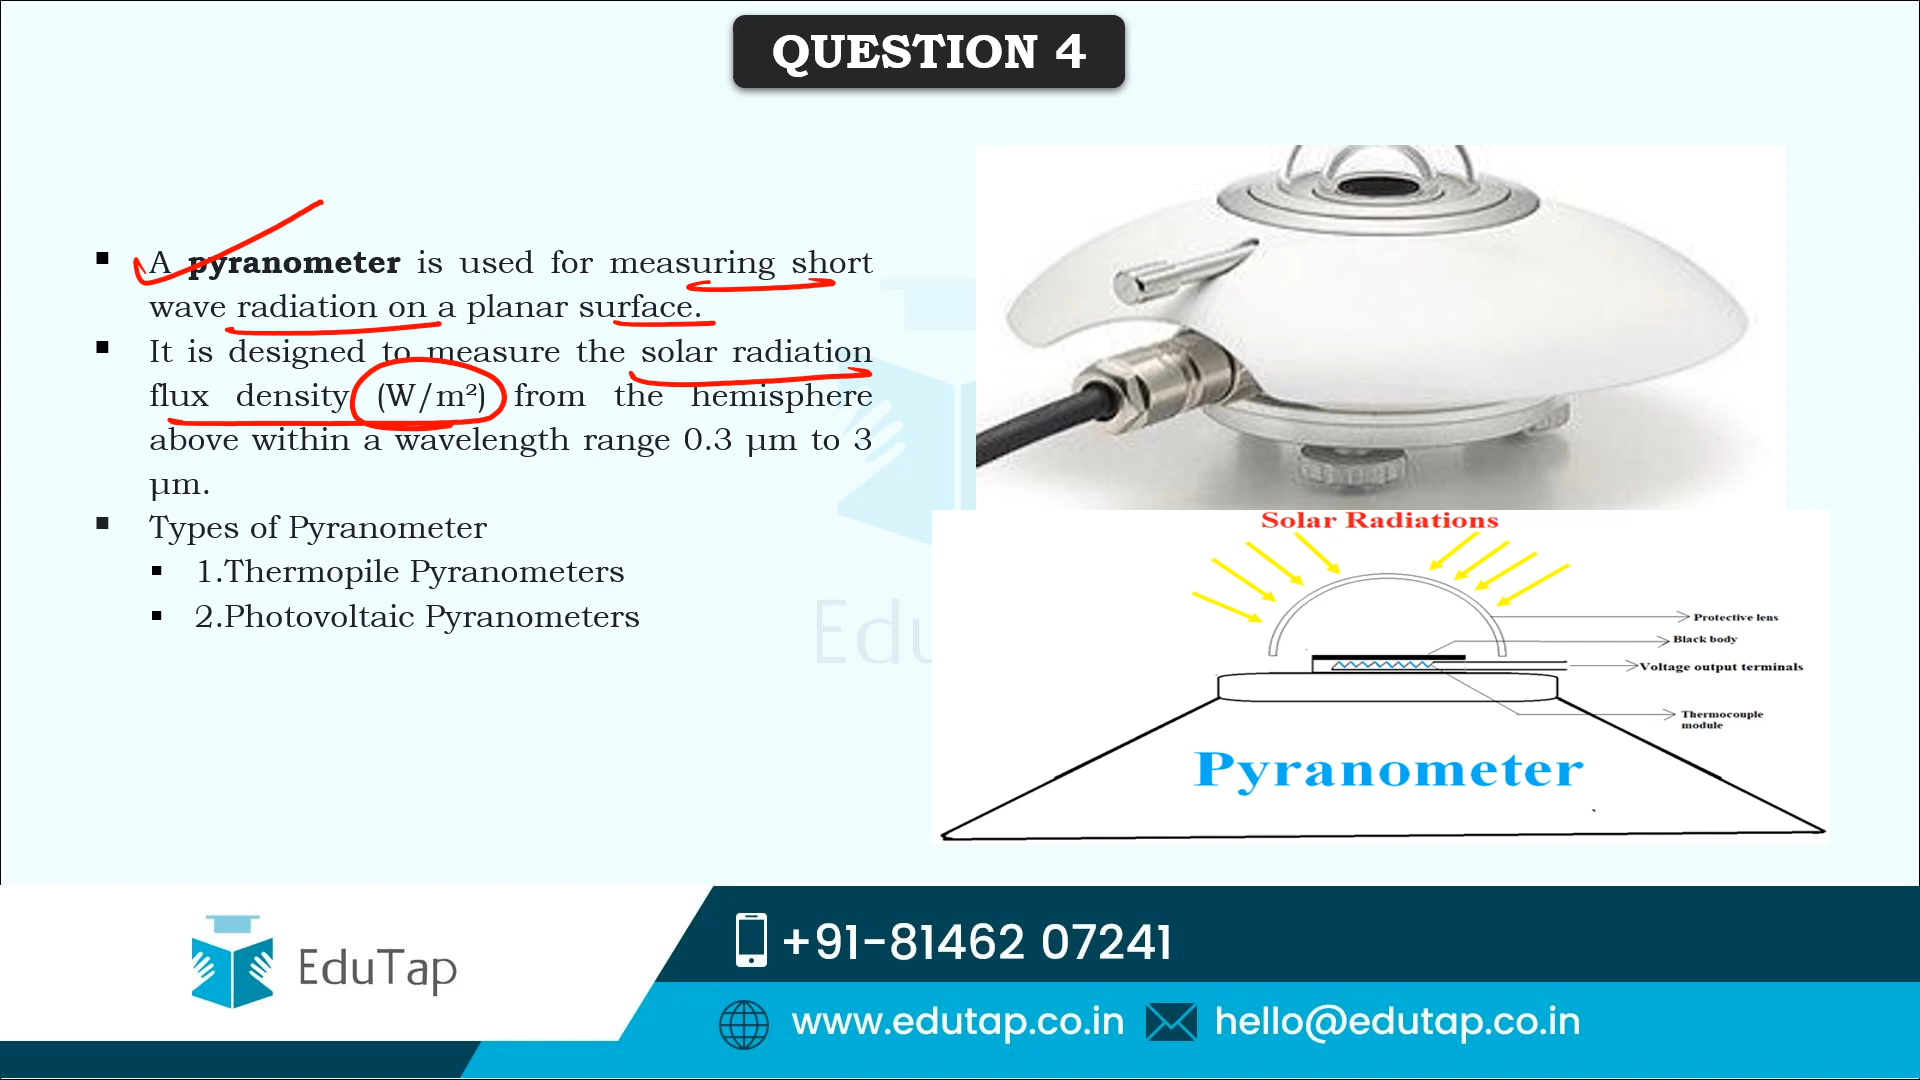 QUESTION 4
▪ A pyranometer is used for measuring short
wave radiation on a planar surface.
▪ It is designed to measure the solar radiation
flux density (W/m²) from the hemisphere
above within a wavelength range 0.3 µm to 3
µm.
▪ Types of Pyranometer
▪ 1.Thermopile Pyranometers
▪ 2.Photovoltaic Pyranometers
Edu
Solar Radiations
Protective lens
Black body
Voltage output terminals
Thermocouple
module
Pyranometer
EduTap
+91-81462 07241
www.edutap.co.in
hello@edutap.co.in